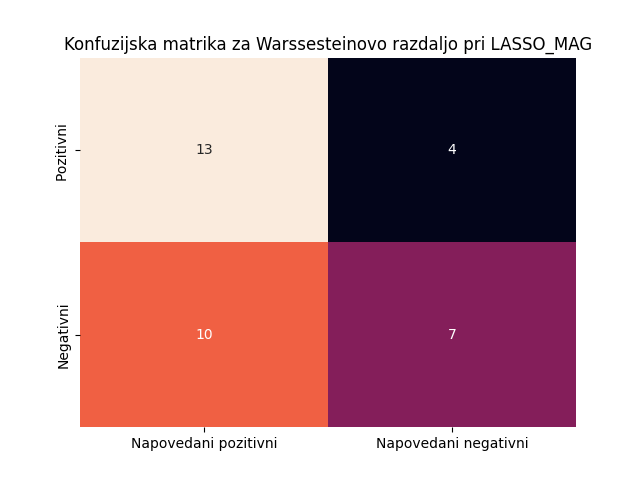 Konfuzijska matrika za Warssesteinovo razdaljo pri LASSO_MAG
Pozitivni
13
4
Negativni
10
7
Napovedani pozitivni
Napovedani negativni